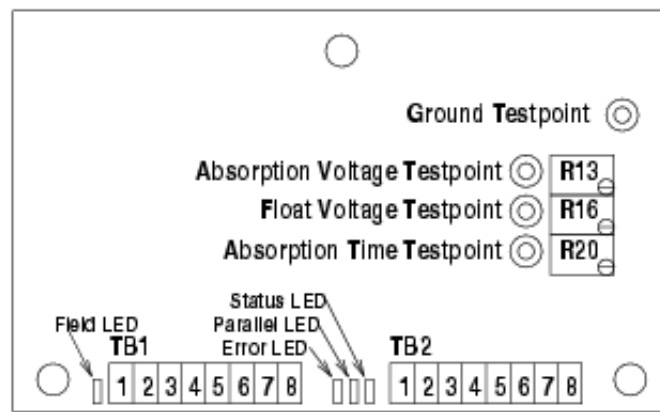 Ground Testpoint
Absorption Voltage Testpoint R13
Float Voltage Testpoint R16
Absorption Time Testpoint R20
Status LED
Field LED Parallel LED
TB1 Error LED TB2
1 2 3 4 5 6 7 8 1 2 3 4 5 6 7 8